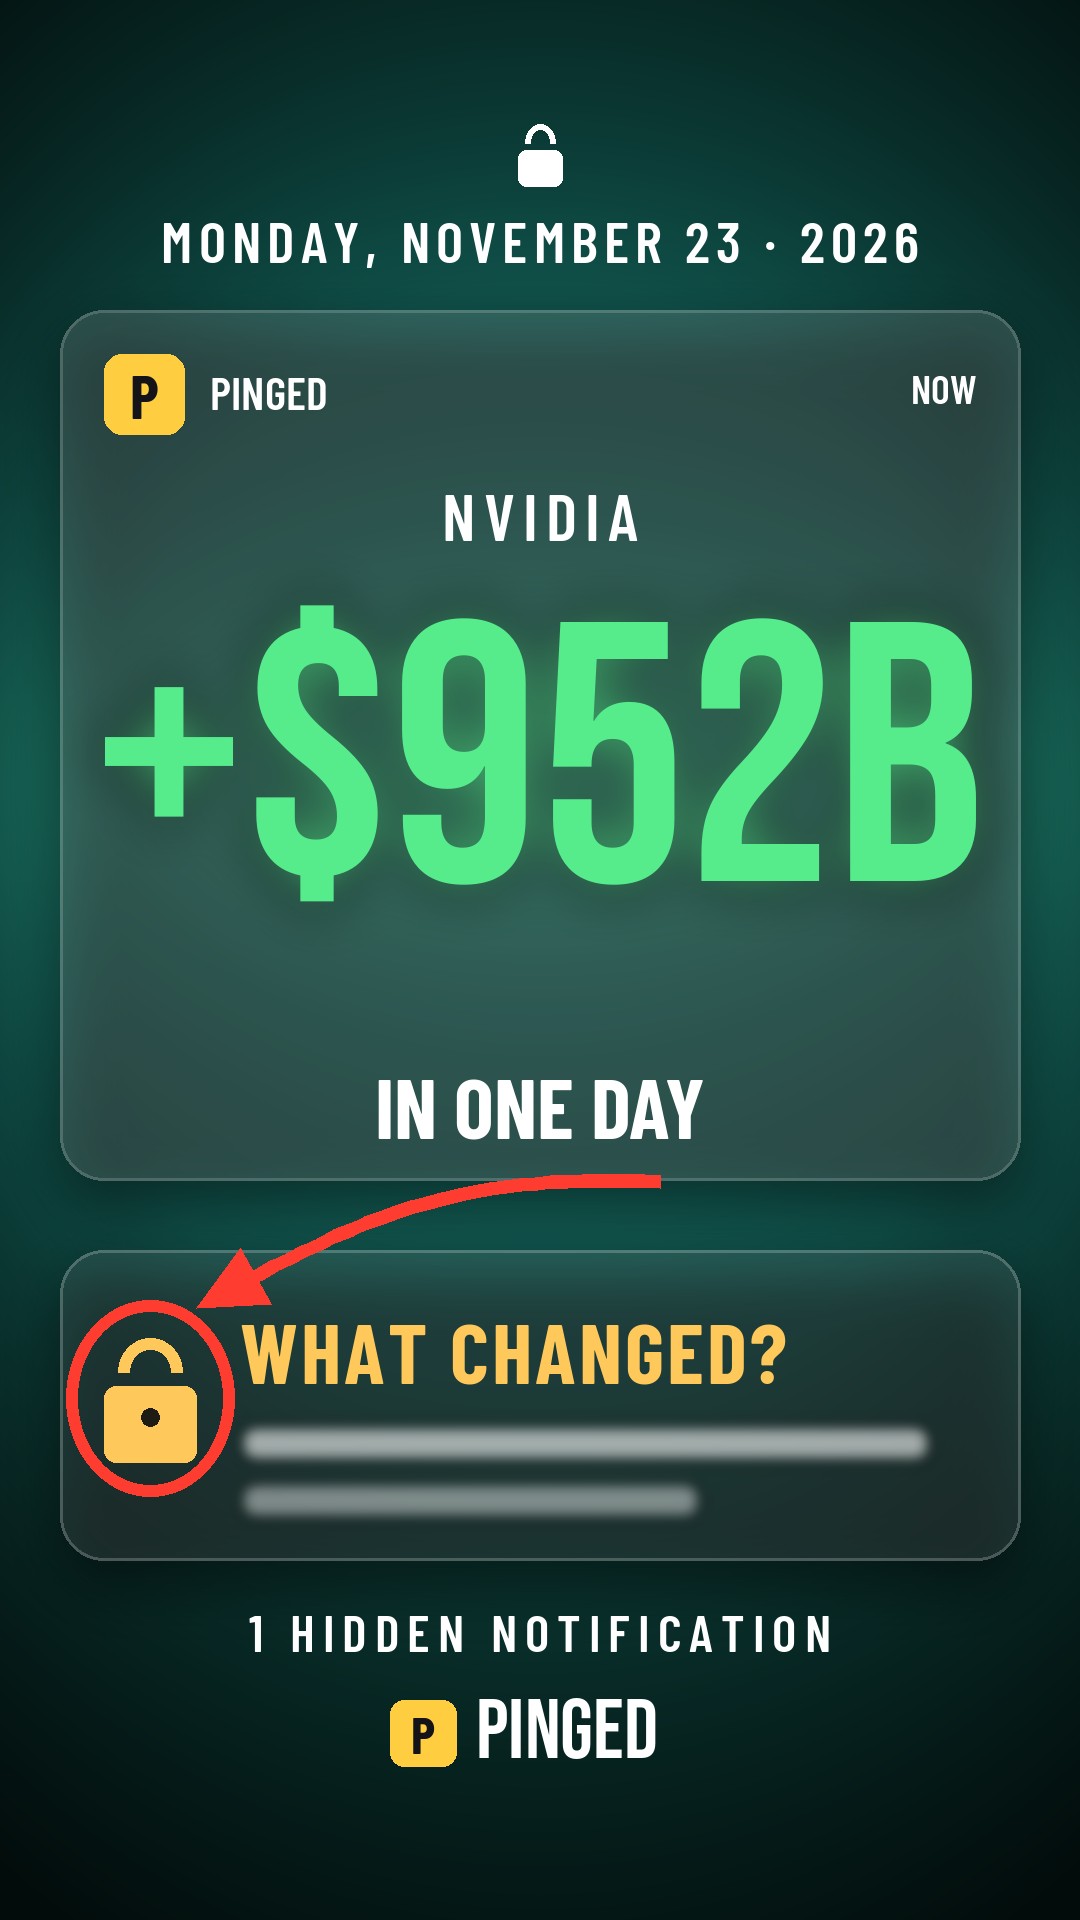 MONDAY, NOVEMBER 23 · 2026
P PINGED NOW
NVIDIA
+$952B
IN ONE DAY
WHAT CHANGED?
1 HIDDEN NOTIFICATION
P PINGED